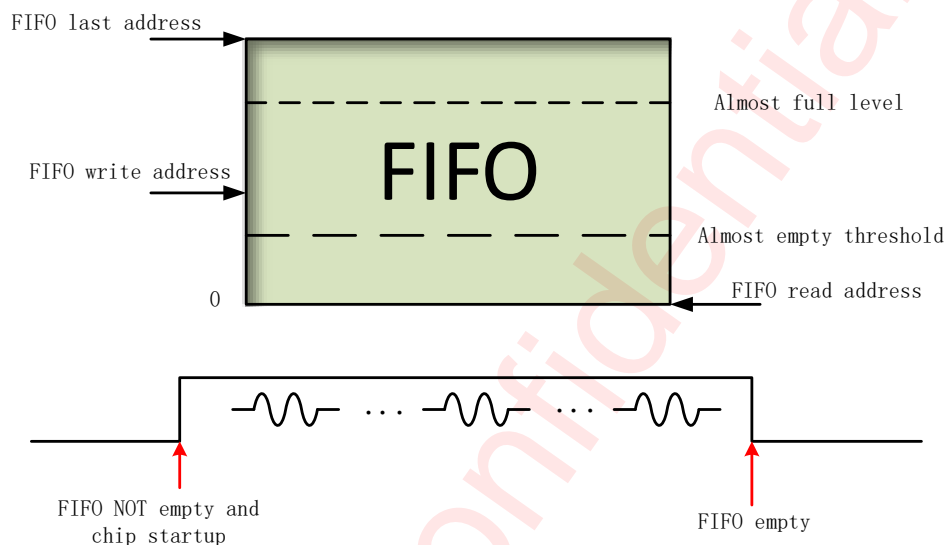 FIFO last address
Almost full level
FIFO
FIFO write address
Almost empty threshold
0
FIFO read address
... ...
FIFO NOT empty and
chip startup
FIFO empty
onfidential